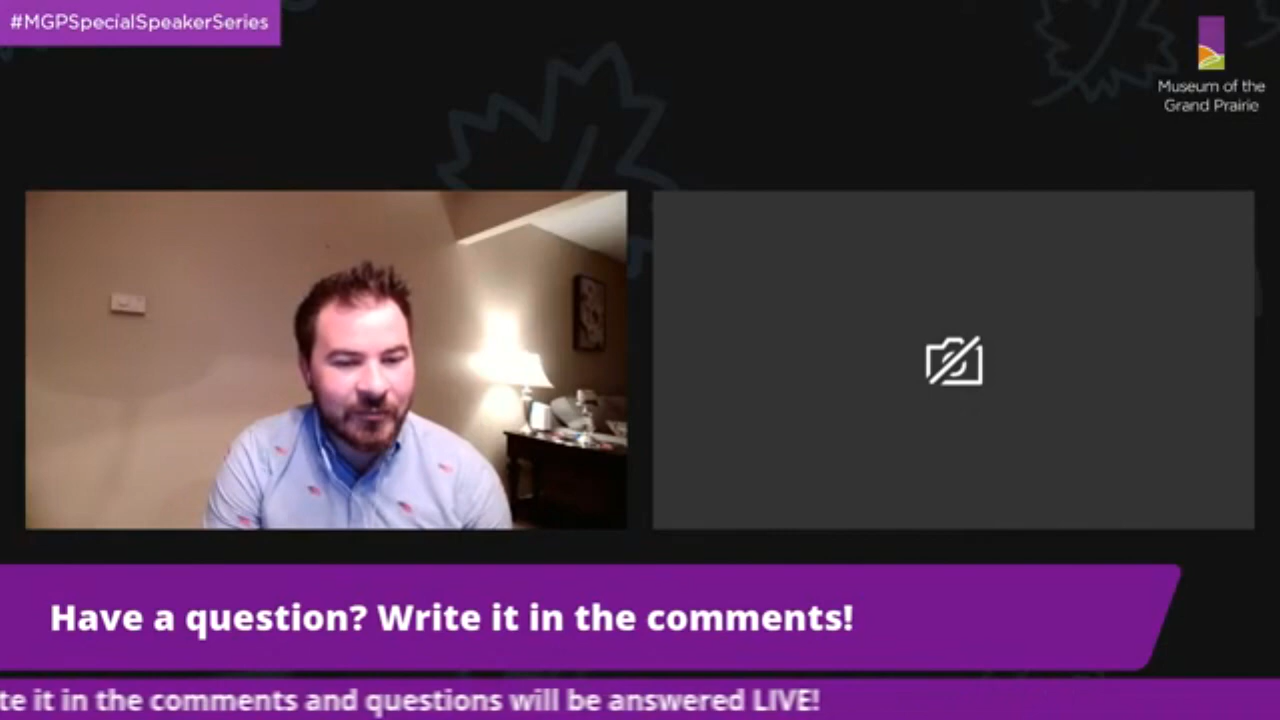 #MGPSpecialSpeakerSeries
Museum of the
Grand Prairie
Have a question? Write it in the comments!
te it in the comments and questions will be answered LIVE!